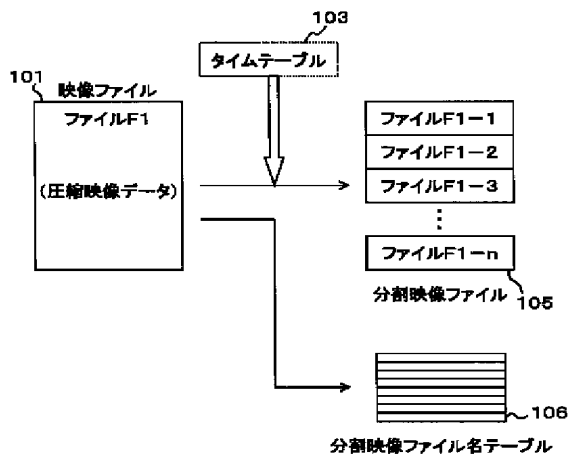 103
タイムテーブル
101
映像ファイル
ファイルF1
(圧縮映像データ)
ファイルF1－1
ファイルF1－2
ファイルF1－3
⋮
ファイルF1－n
分割映像ファイル
105
106
分割映像ファイル名テーブル